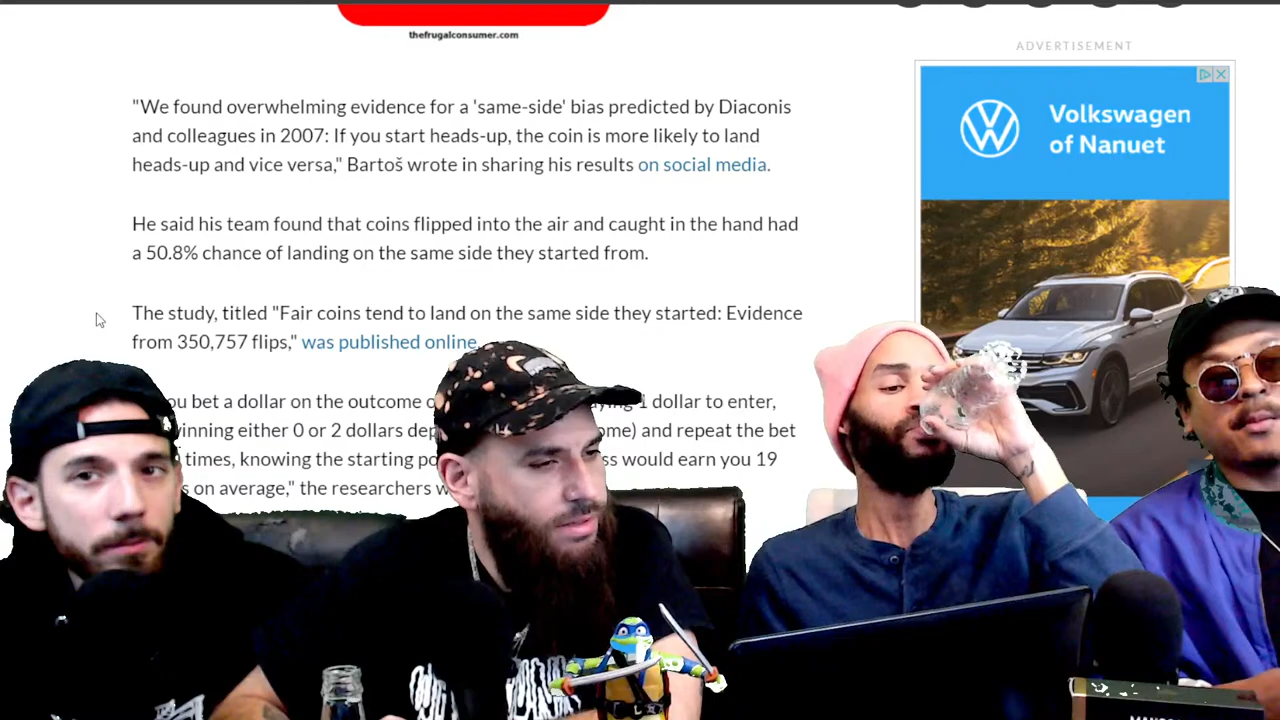 thefrugalconsumer.com
ADVERTISEMENT
Volkswagen
of Nanuet
"We found overwhelming evidence for a 'same-side' bias predicted by Diaconis
and colleagues in 2007: If you start heads-up, the coin is more likely to land
heads-up and vice versa," Bartoš wrote in sharing his results on social media.
He said his team found that coins flipped into the air and caught in the hand had
a 50.8% chance of landing on the same side they started from.
The study, titled "Fair coins tend to land on the same side they started: Evidence
from 350,757 flips," was published online.
bet a dollar on the outcome 1 dollar to enter,
winning either 0 or 2 dollars and repeat the bet
times, knowing the starting would earn you 19
on average," the researchers